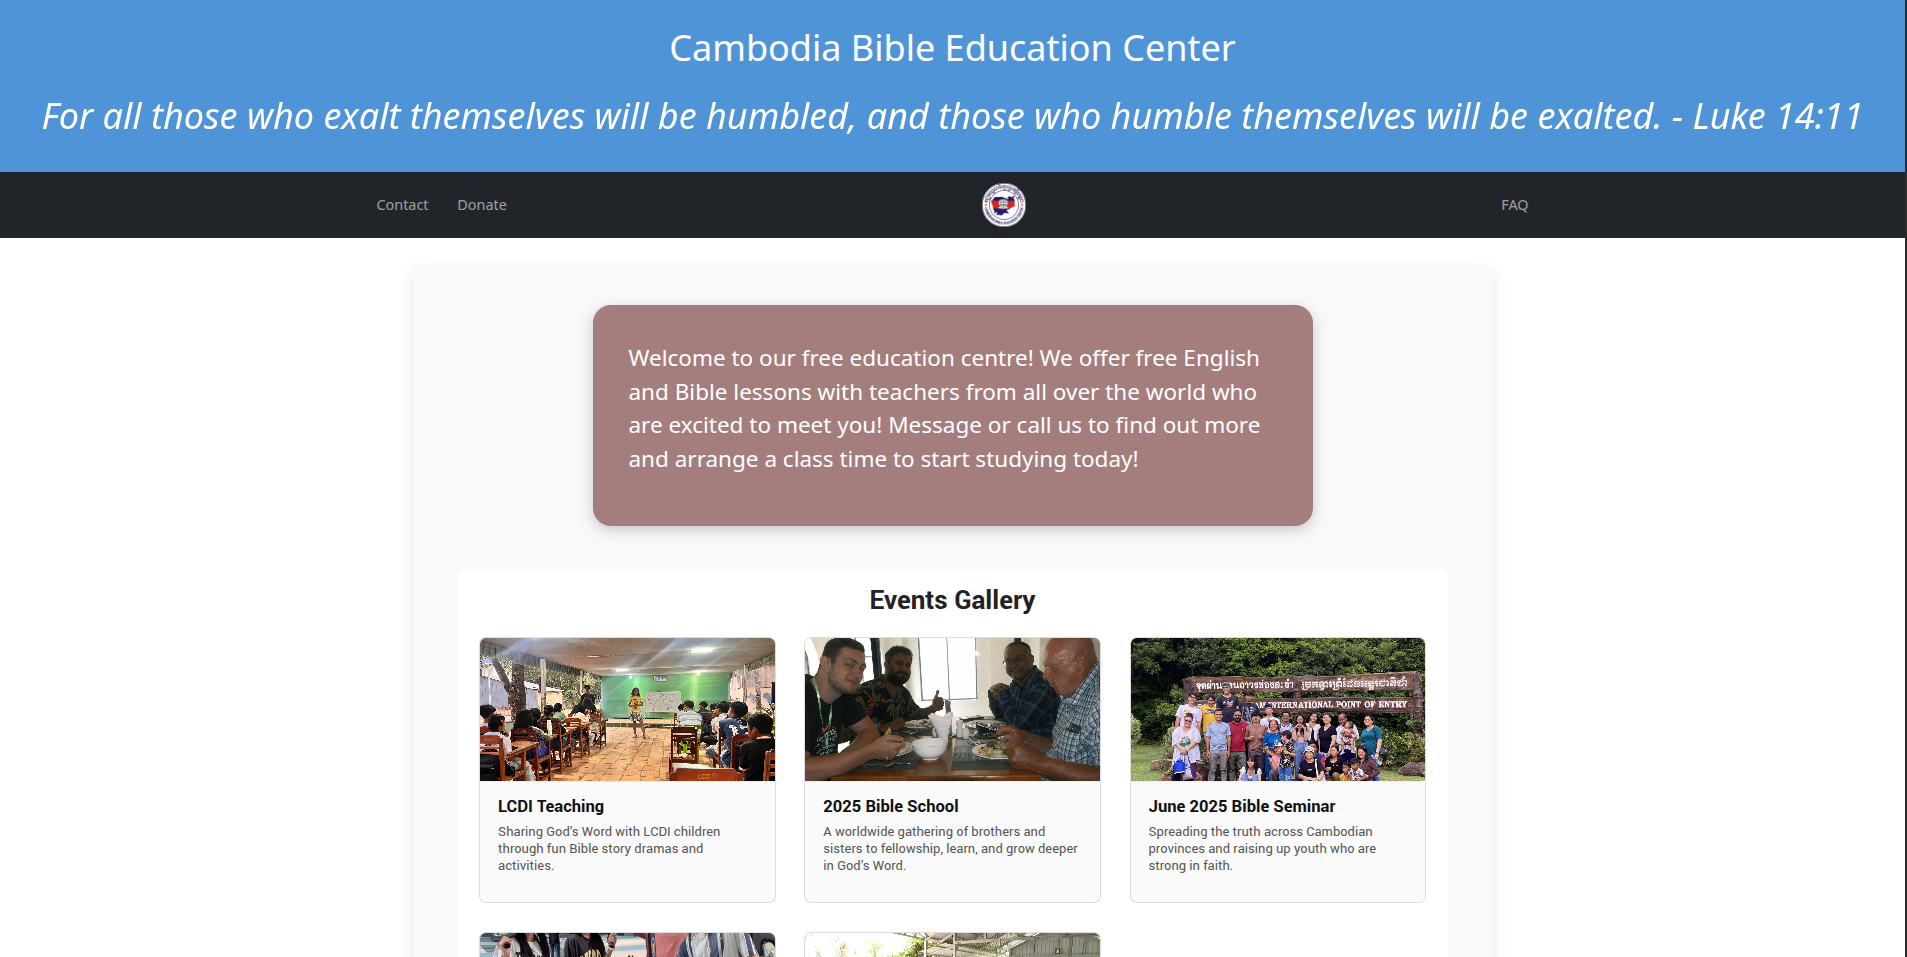 Cambodia Bible Education Center
For all those who exalt themselves will be humbled, and those who humble themselves will be exalted. - Luke 14:11
Contact Donate FAQ
Welcome to our free education centre! We offer free English
and Bible lessons with teachers from all over the world who
are excited to meet you! Message or call us to find out more
and arrange a class time to start studying today!
Events Gallery
INTERNATIONAL POINT OF ENTRY
LCDI
LCDI Teaching
Sharing God's Word with LCDI children
through fun Bible story dramas and
activities.
2025 Bible School
A worldwide gathering of brothers and
sisters to fellowship, learn, and grow deeper
in God's Word.
June 2025 Bible Seminar
Spreading the truth across Cambodian
provinces and raising up youth who are
strong in faith.